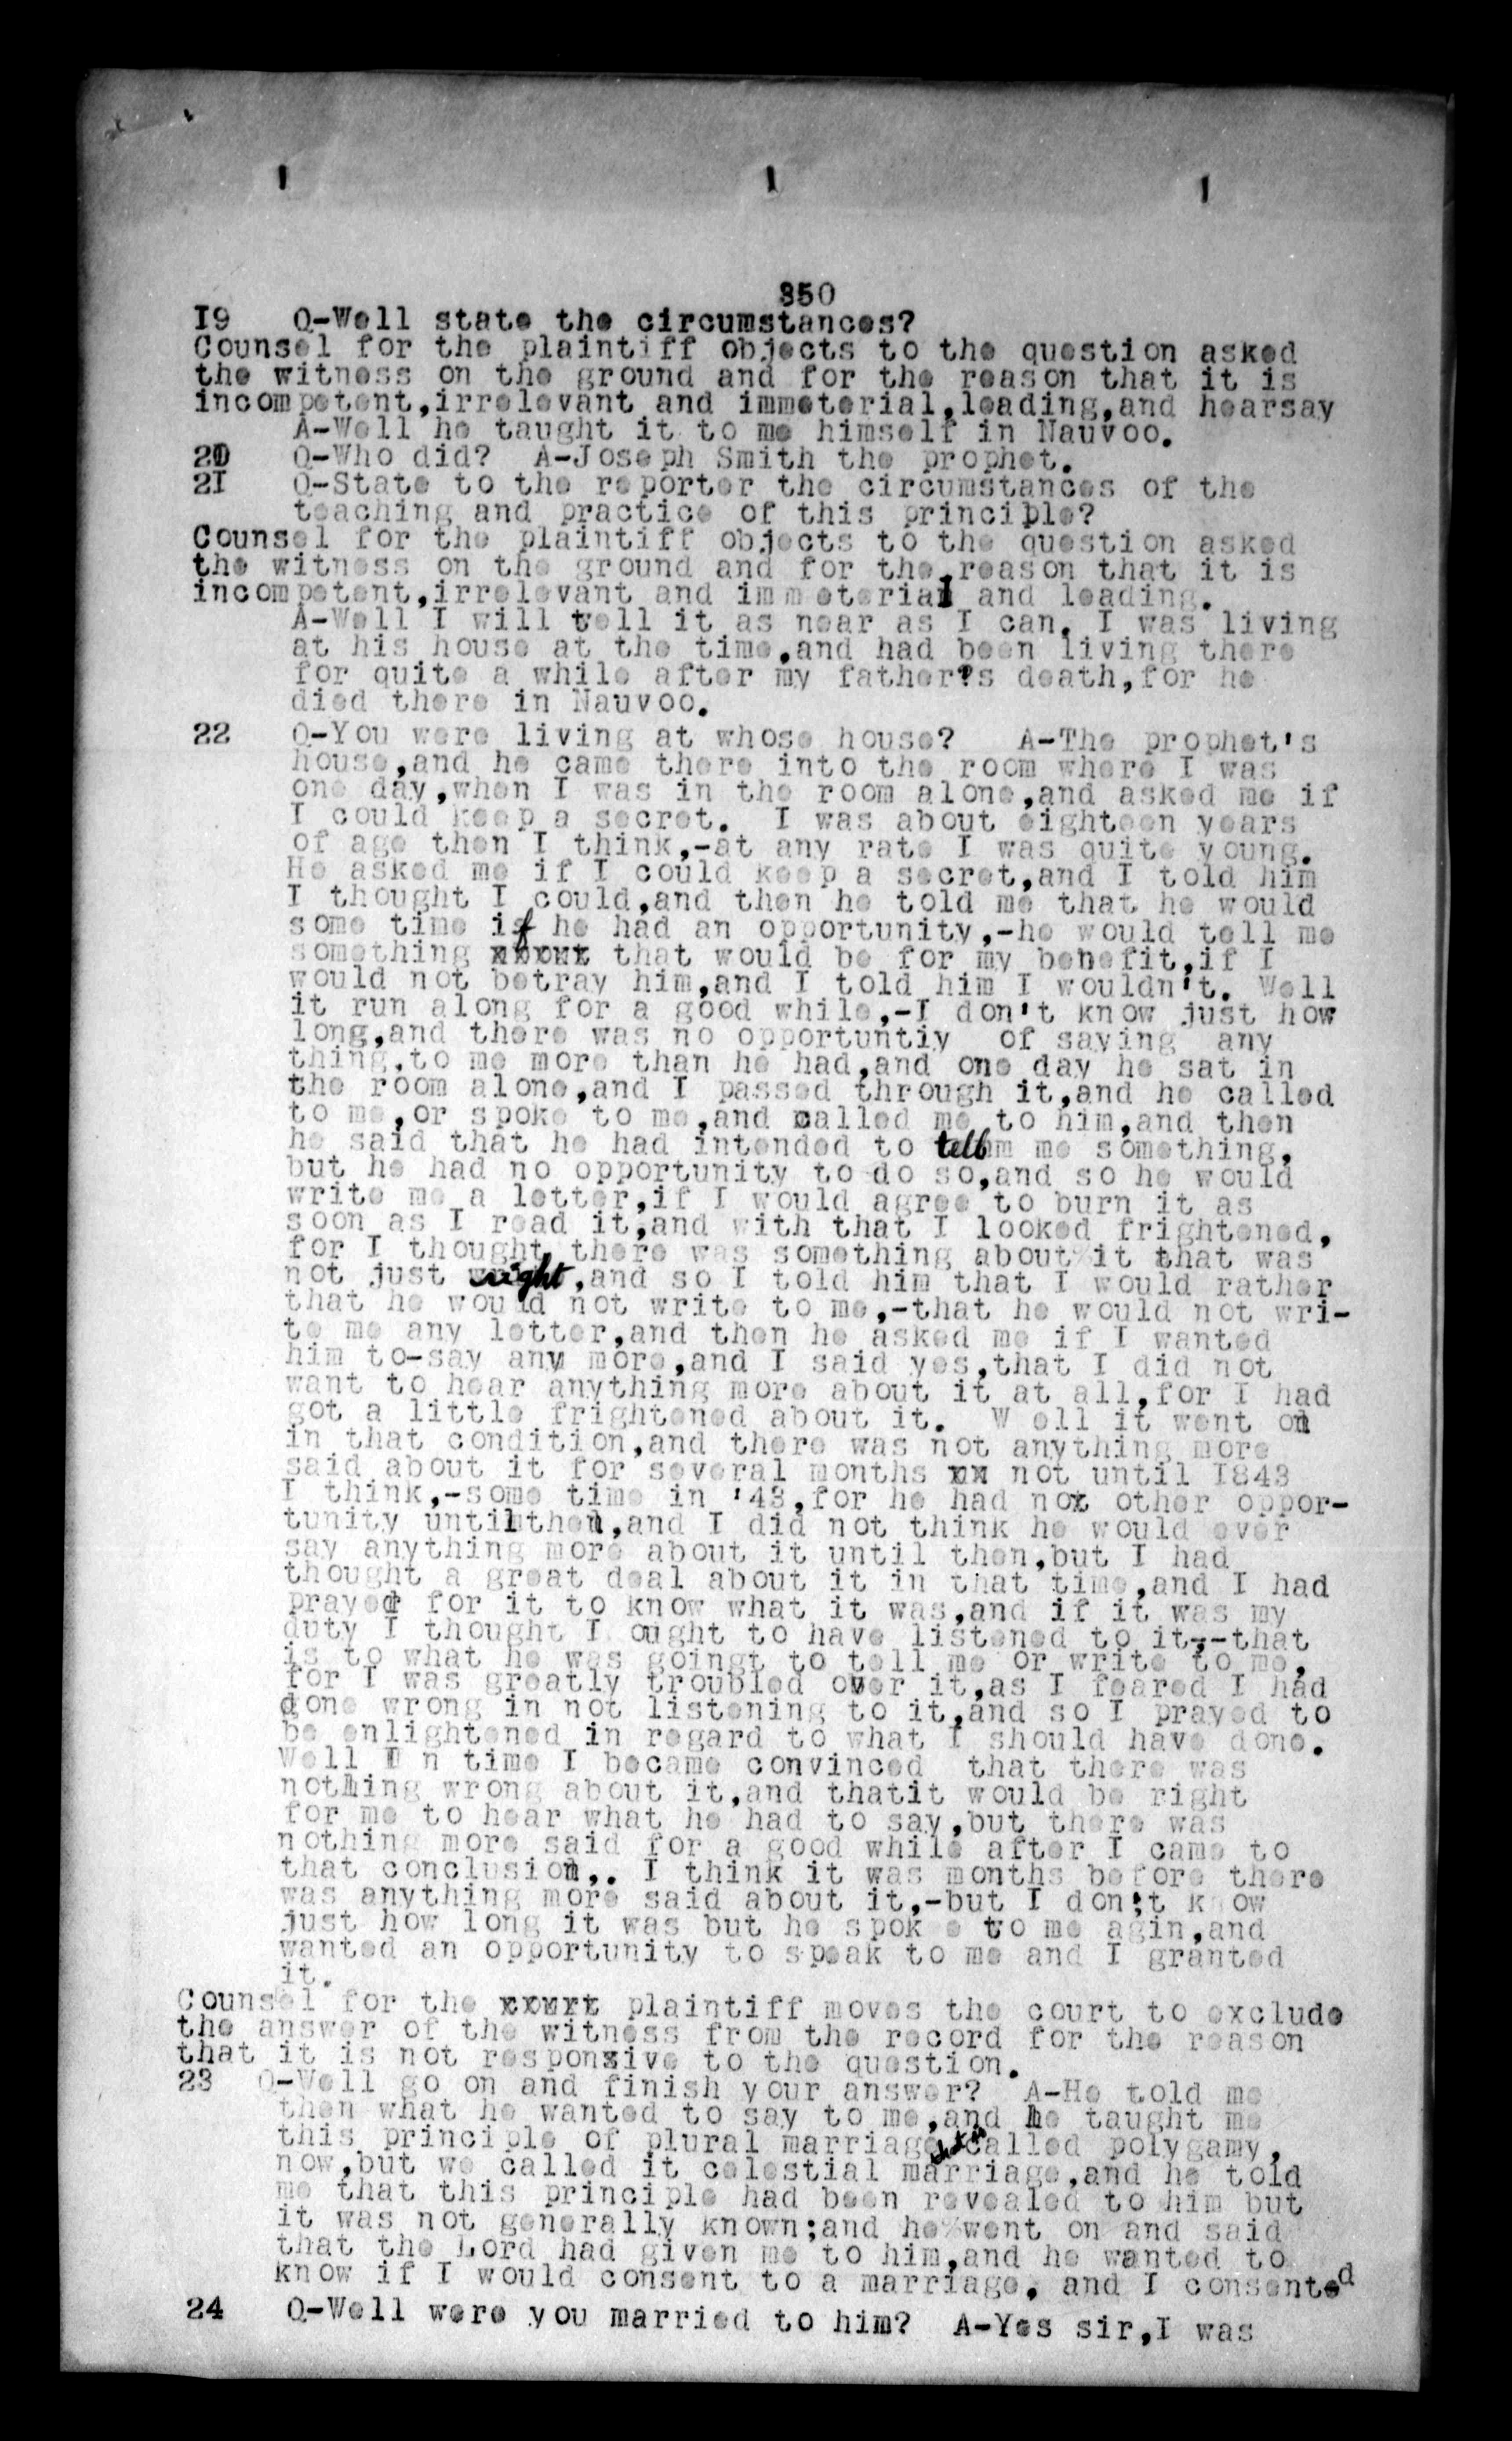 350
I9 Q-Well state the circumstances?
Counsel for the plaintiff objects to the question asked
the witness on the ground and for the reason that it is
incompetent,irrelevant and immeterial,leading,and hearsay
A-Well he taught it to me himself in Nauvoo.
20 Q-Who did? A-Joseph Smith the prophet.
2I Q-State to the reporter the circumstances of the
teaching and practice of this principle?
Counsel for the plaintiff objects to the question asked
the witness on the ground and for the reason that it is
incompetent,irrelevant and immeterial and leading.
A-Well I will tell it as near as I can. I was living
at his house at the time,and had been living there
for quite a while after my father's death,for he
died there in Nauvoo.
22 Q-You were living at whose house? A-The prophet's
house,and he came there into the room where I was
one day,when I was in the room alone,and asked me if
I could keep a secret. I was about eighteen years
of age then I think,-at any rate I was quite young.
He asked me if I could keep a secret,and I told him
I thought I could,and then he told me that he would
some time if he had an opportunity,-he would tell me
something xxxxx that would be for my benefit,if I
would not betray him,and I told him I wouldn't. Well
it run along for a good while,-I don't know just how
long,and there was no opportuntiy of saying any
thing.to me more than he had,and one day he sat in
the room alone,and I passed through it,and he called
to me,or spoke to me,and called me to him,and then
he said that he had intended to tell me something,
but he had no opportunity to do so,and so he would
write me a letter,if I would agree to burn it as
soon as I read it,and with that I looked frightened,
for I thought there was something about it that was
not just right,and so I told him that I would rather
that he would not write to me,-that he would not wri-
te me any letter,and then he asked me if I wanted
him to-say any more,and I said yes,that I did not
want to hear anything more about it at all,for I had
got a little frightened about it. W ell it went on
in that condition,and there was not anything more
said about it for several months xx not until I843
I think,-some time in '43,for he had not other oppor-
tunity until then,and I did not think he would ever
say anything more about it until then,but I had
thought a great deal about it in that time,and I had
prayed for it to know what it was,and if it was my
duty I thought I ought to have listened to it,--that
is to what he was goingt to tell me or write to me,
for I was greatly troubled over it,as I feared I had
done wrong in not listening to it,and so I prayed to
be enlightened in regard to what I should have done.
Well I n time I became convinced that there was
nothing wrong about it,and thatit would be right
for me to hear what he had to say,but there was
nothing more said for a good while after I came to
that conclusion,. I think it was months before there
was anything more said about it,-but I don;t know
just how long it was but he spok e to me agin,and
wanted an opportunity to speak to me and I granted
it.
Counsel for the xxxxx plaintiff moves the court to exclude
the answer of the witness from the record for the reason
that it is not responsive to the question.
23 Q-Well go on and finish your answer? A-He told me
then what he wanted to say to me,and he taught me
this principle of plural marriage called polygamy,
now,but we called it celestial marriage,and he told
me that this principle had been revealed to him but
it was not generally known;and he went on and said
that the Lord had given me to him,and he wanted to
know if I would consent to a marriage, and I consented
24 Q-Well were you married to him? A-Yes sir,I was